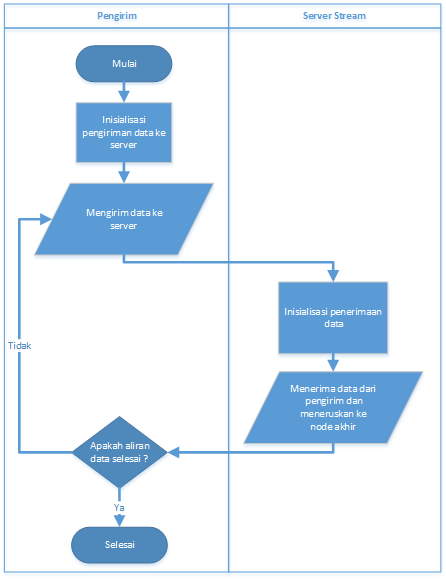 Pengirim
Server Stream
Mulai
Inisialisasi
pengiriman data ke
server
Mengirim data ke
server
Inisialisasi penerimaan
data
Tidak
Menerima data dari
pengirim dan
meneruskan ke
node akhir
Apakah aliran
data selesai ?
Ya
Selesai